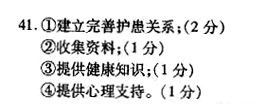 41.①建立完善护患关系;(2分)
②收集资料;(1分)
③提供健康知识;(1分)
④提供心理支持。(1分)